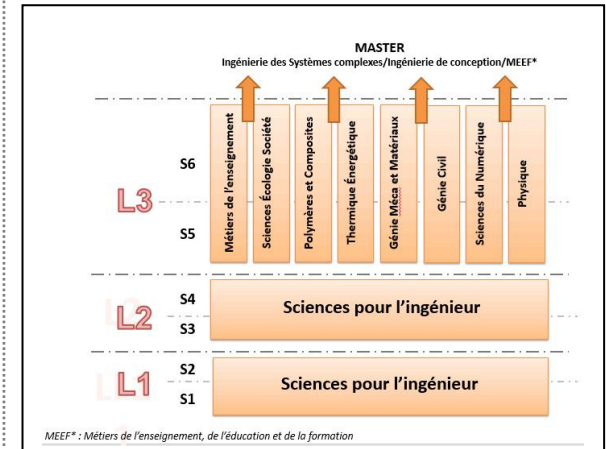 MASTER
Ingénierie des Systèmes complexes/Ingénierie de conception/MEEF*
L3
S6
S5
Métiers de l'enseignement
Sciences Écologie Société
Polymères et Composites
Thermique Énergétique
Génie Méca et Matériaux
Génie Civil
Sciences du Numérique
Physique
L2
S4
S3
Sciences pour l'ingénieur
L1
S2
S1
Sciences pour l'ingénieur
MEEF* : Métiers de l'enseignement, de l'éducation et de la formation